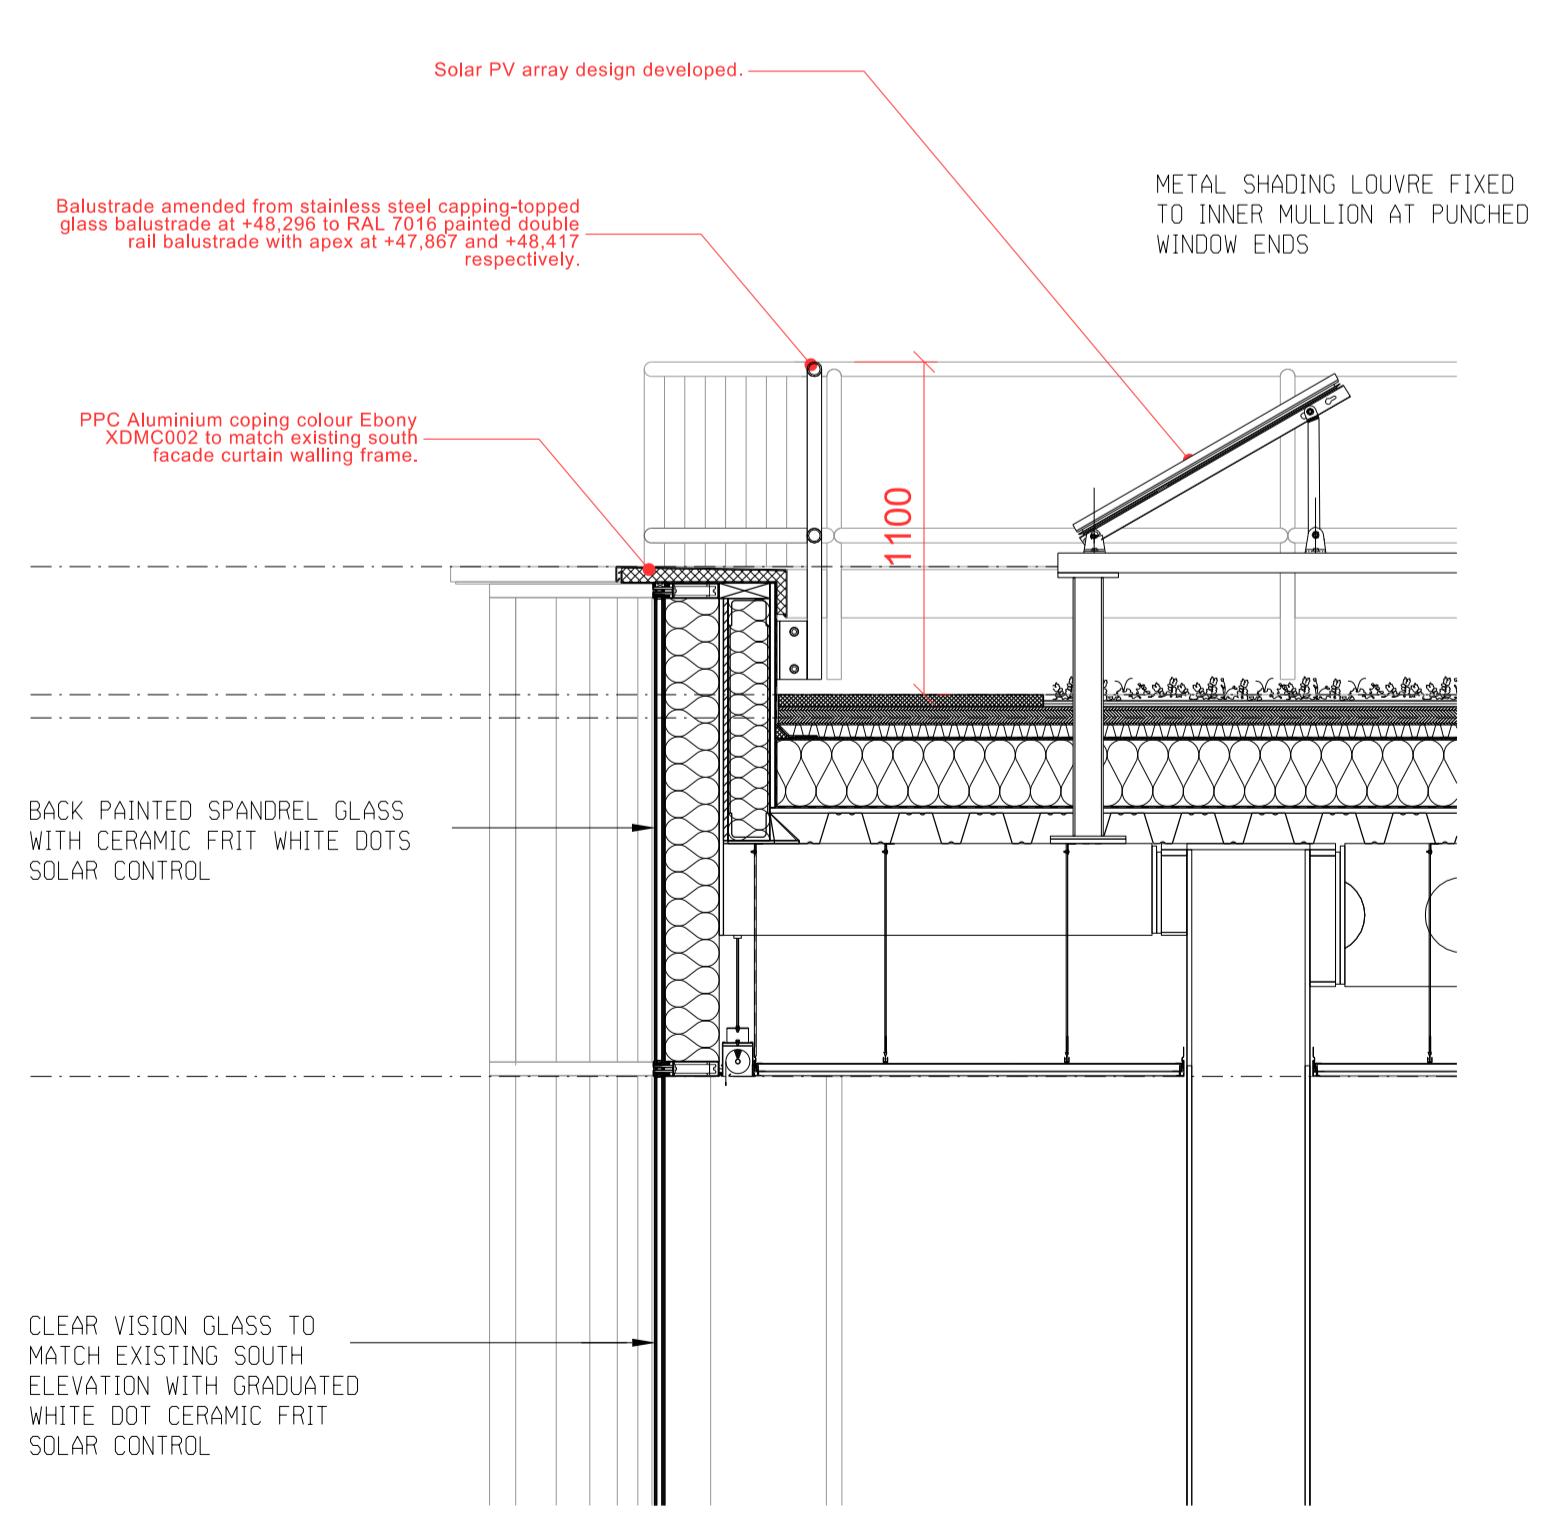 Solar PV array design developed.
METAL SHADING LOUVRE FIXED
TO INNER MULLION AT PUNCHED
WINDOW ENDS
Balustrade amended from stainless steel capping-topped
glass balustrade at +48,296 to RAL 7016 painted double
rail balustrade with apex at +47,867 and +48,417
respectively.
PPC Aluminium coping colour Ebony
XDMC002 to match existing south
facade curtain walling frame.
1100
BACK PAINTED SPANDREL GLASS
WITH CERAMIC FRIT WHITE DOTS
SOLAR CONTROL
CLEAR VISION GLASS TO
MATCH EXISTING SOUTH
ELEVATION WITH GRADUATED
WHITE DOT CERAMIC FRIT
SOLAR CONTROL